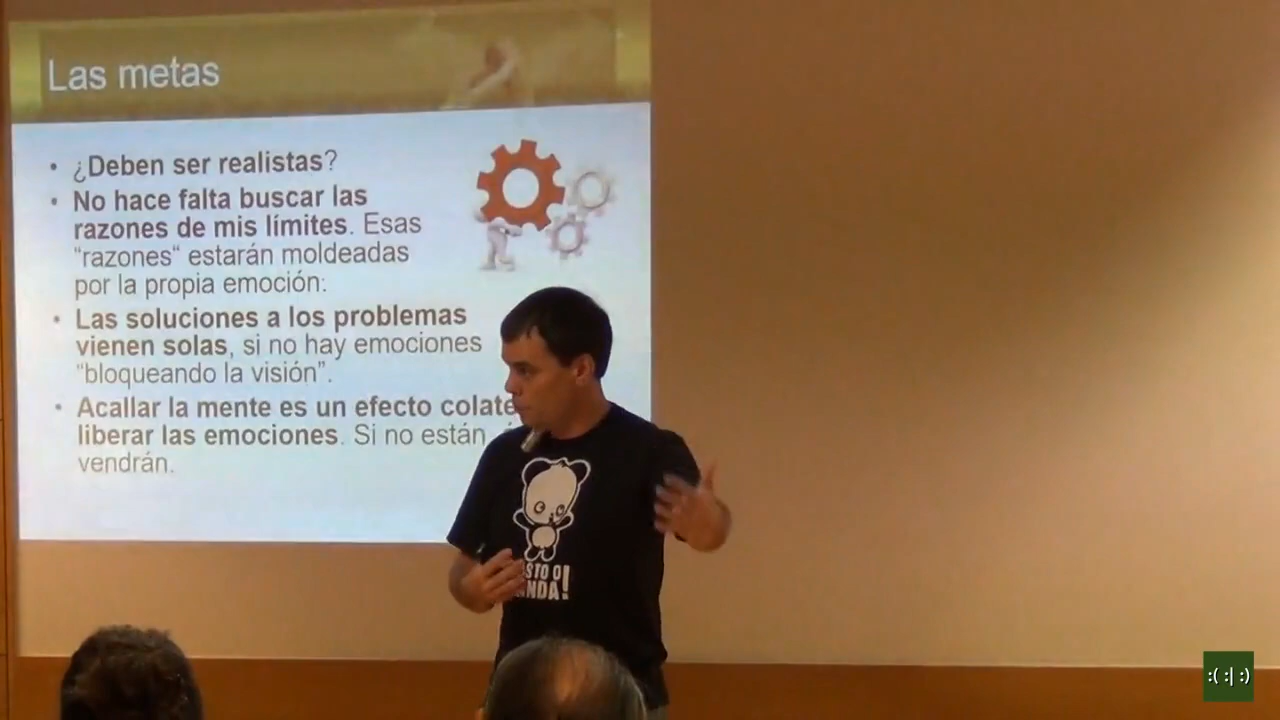 Las metas
• ¿Deben ser realistas?
• No hace falta buscar las
razones de mis límites. Esas
"razones" estarán moldeadas
por la propia emoción:
• Las soluciones a los problemas
vienen solas, si no hay emociones
"bloqueando la visión".
• Acallar la mente es un efecto
liberar las emociones. Si no están,
vendrán.
:( :| :)